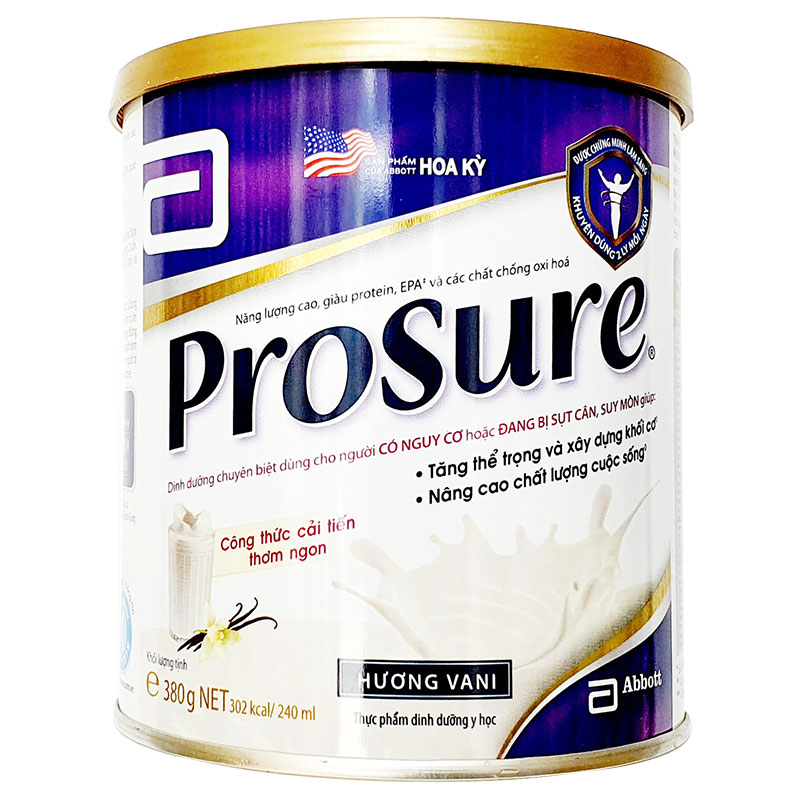 SẢN PHẨM
CỦA ABBOTT HOA KỲ
ĐƯỢC CHỨNG MINH LÂM SÀNG
KHUYÊN DÙNG 2 LY MỖI NGÀY
Năng lượng cao, giàu protein, EPA‡ và các chất chống oxi hoá
Prosure®
Dinh dưỡng chuyên biệt dùng cho người CÓ NGUY CƠ hoặc ĐANG BỊ SỤT CÂN, SUY MÒN giúp:
• Tăng thể trọng và xây dựng khối cơ◊
• Nâng cao chất lượng cuộc sống◊
Công thức cải tiến
thơm ngon
Khối lượng tịnh
℮ 380g NET 302 kcal/ 240 ml
HƯƠNG VANI
Thực phẩm dinh dưỡng y học
Abbott